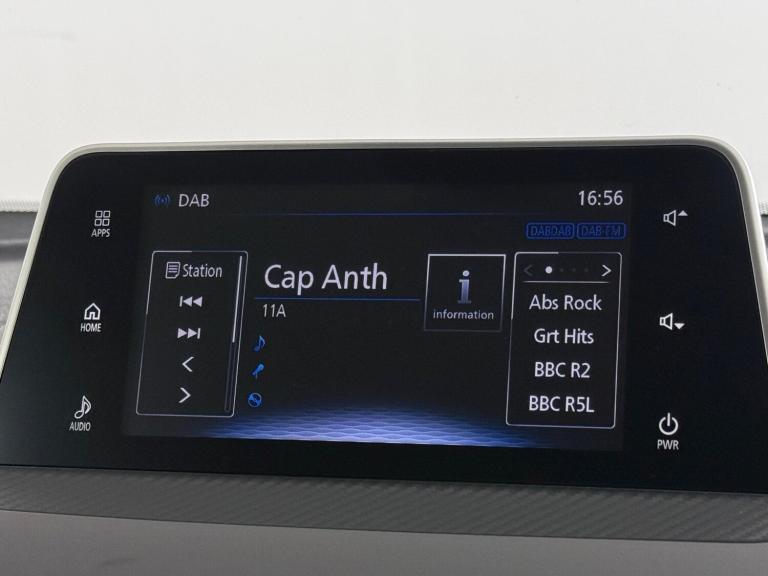 DAB
16:56
APPS
DABDAB DAB-FM
Station
Cap Anth
11A
information
Abs Rock
Grt Hits
BBC R2
BBC R5L
HOME
AUDIO
PWR